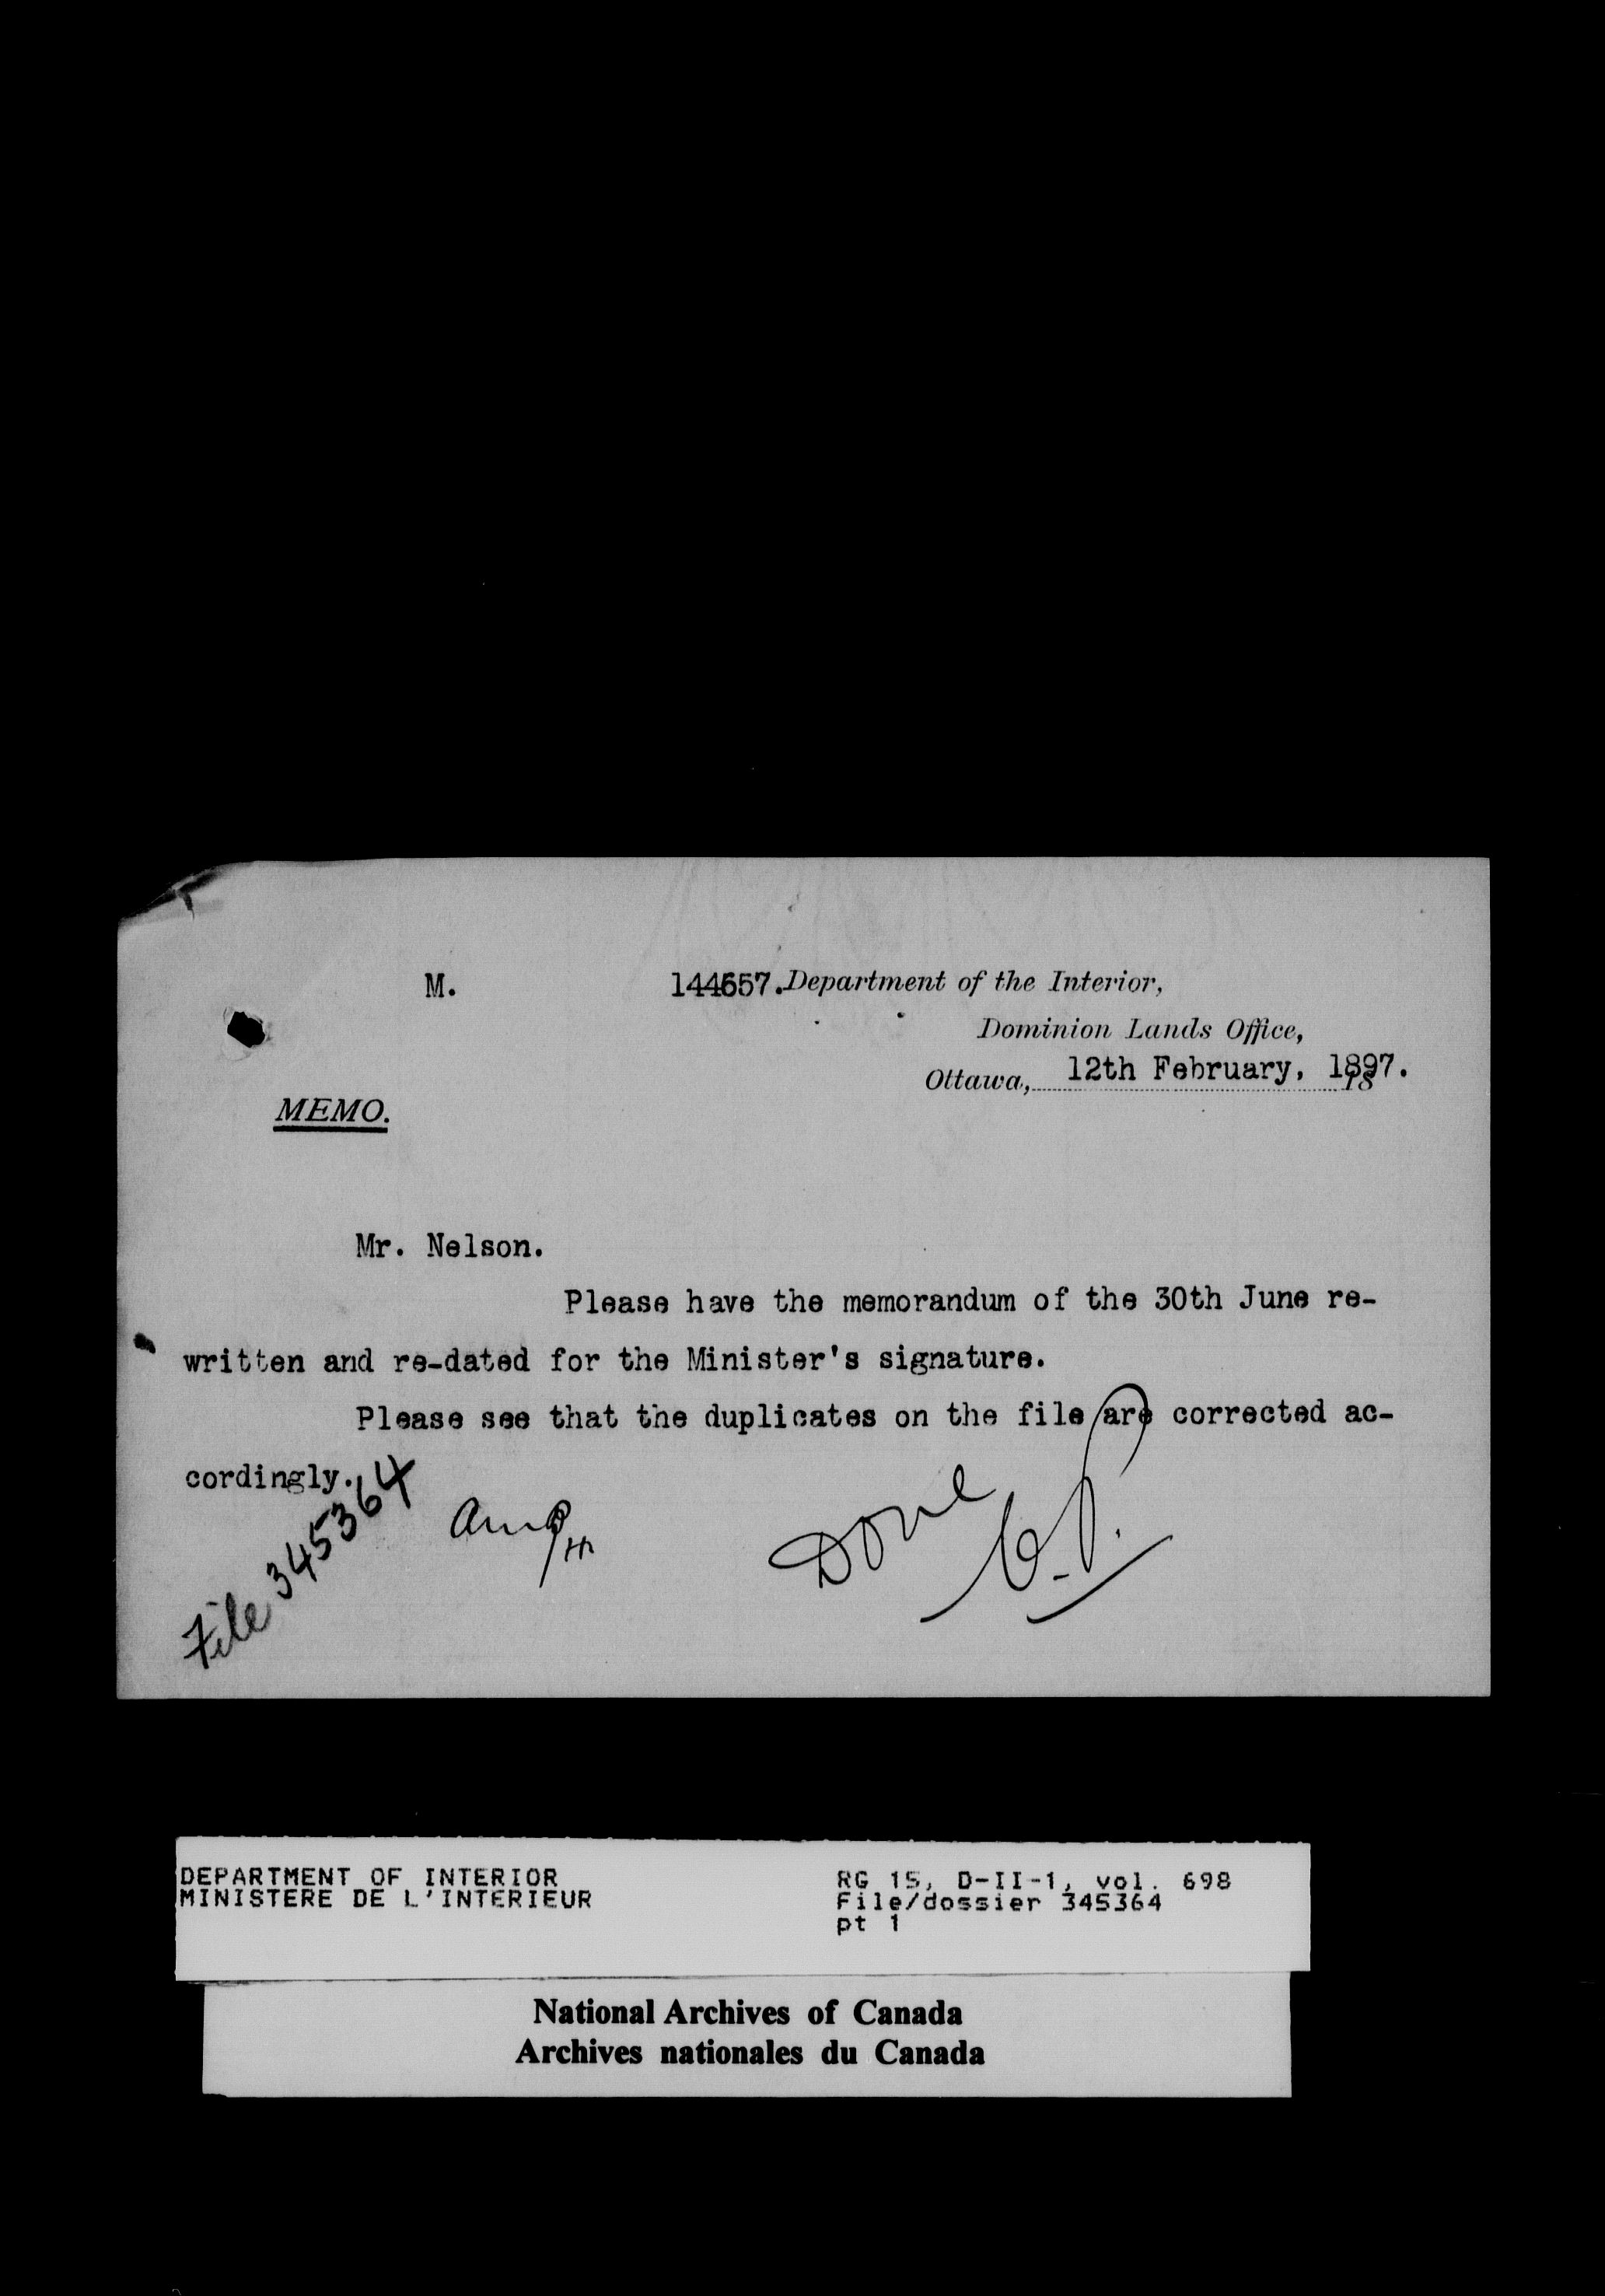 M. 144657. Department of the Interior,
Dominion Lands Office,
Ottawa, 12th February, 1897. 18
MEMO.
Mr. Nelson.
Please have the memorandum of the 30th June re-
written and re-dated for the Minister's signature.
Please see that the duplicates on the file are corrected ac-
cordingly.
File 345364
Done
DEPARTMENT OF INTERIOR
MINISTERE DE L'INTERIEUR
RG 15, D-II-1, vol. 698
File/dossier 345364
pt 1
National Archives of Canada
Archives nationales du Canada